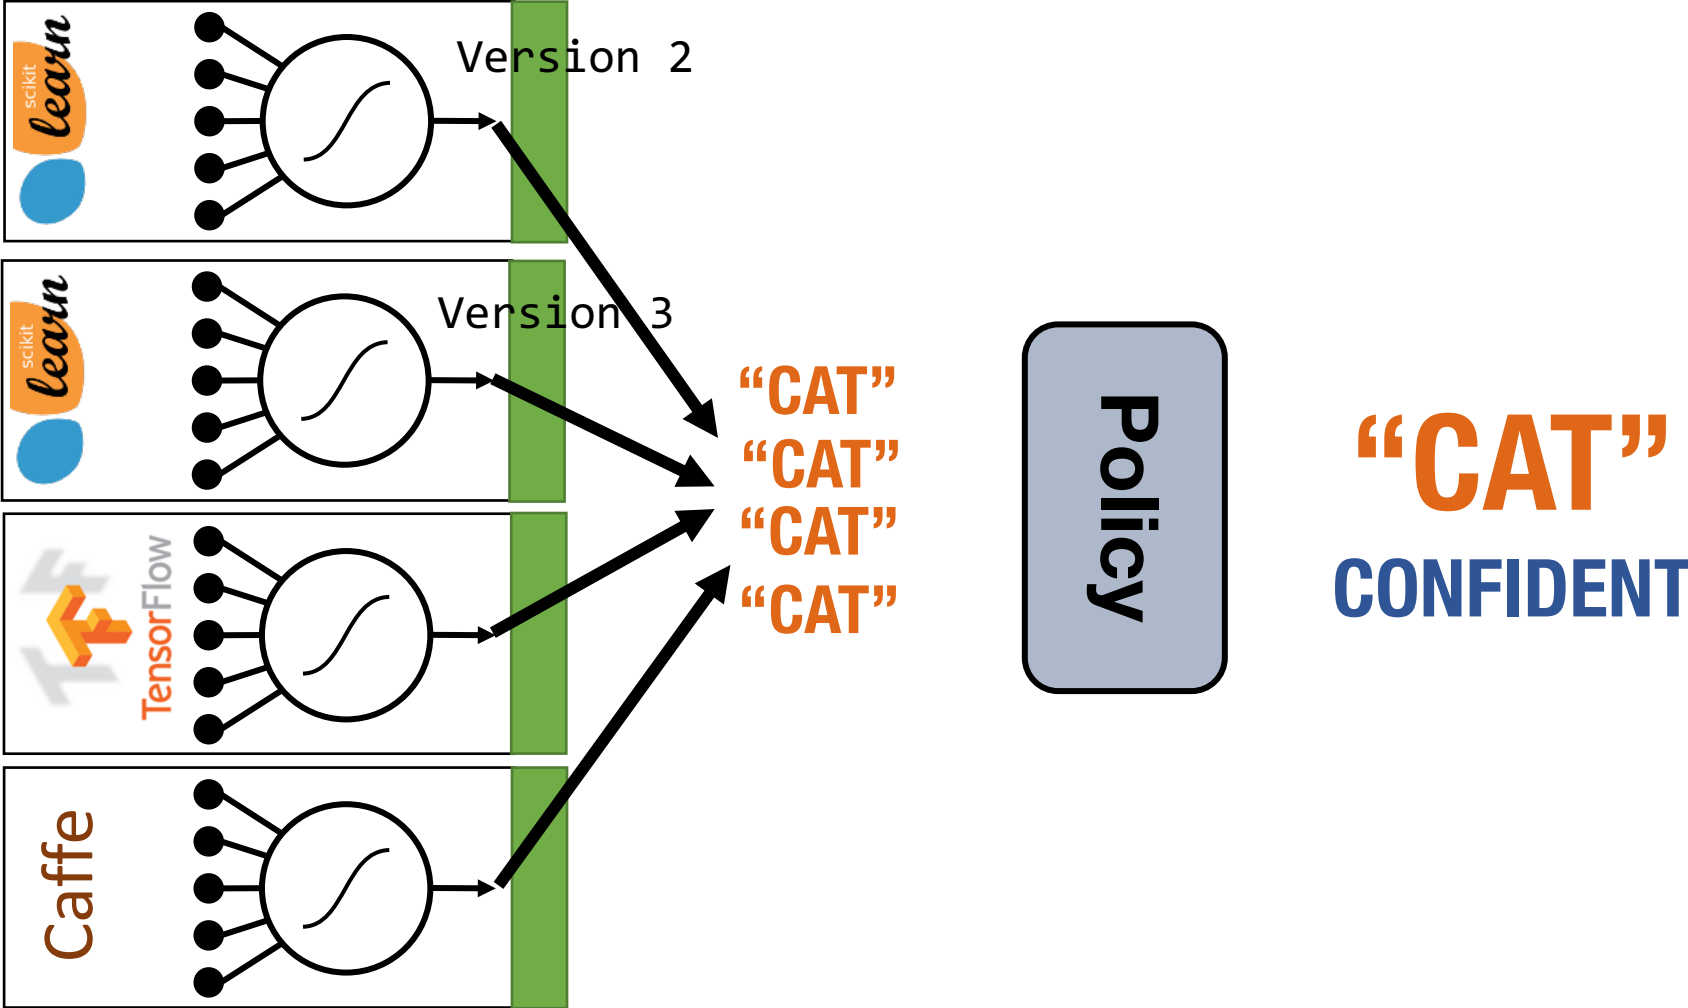 scikit
learn
Version 2
scikit
learn
Version 3
TensorFlow
Caffe
“CAT”
“CAT”
“CAT”
“CAT”
Policy
“CAT”
CONFIDENT